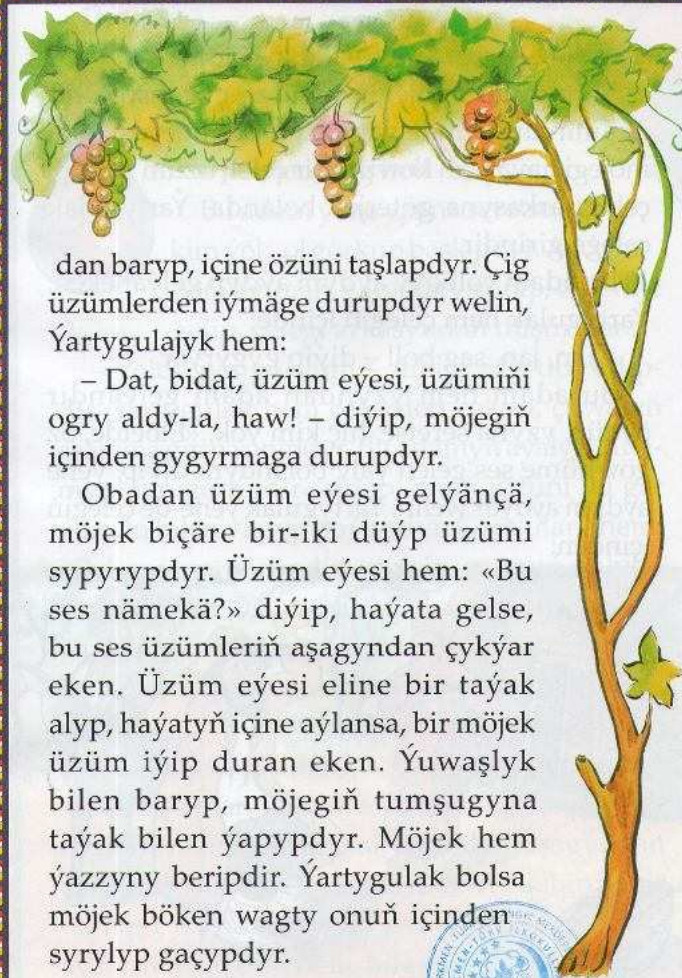 dan baryp, içine özüni taşlapdyr. Çig
üzümlerden iýmäge durupdyr welin,
Ýartygulajyk hem:
– Dat, bidat, üzüm eýesi, üzümiňi
ogry aldy-la, haw! – diýip, möjegiň
içinden gygyrmaga durupdyr.
Obadan üzüm eýesi gelýänçä,
möjek biçäre bir-iki düýp üzümi
sypyrypdyr. Üzüm eýesi hem: «Bu
ses nämekä?» diýip, haýata gelse,
bu ses üzümleriň aşagyndan çykýar
eken. Üzüm eýesi eline bir taýak
alyp, haýatyň içine aýlansa, bir möjek
üzüm iýip duran eken. Ýuwaşlyk
bilen baryp, möjegiň tumşugyna
taýak bilen ýapypdyr. Möjek hem
ýazzyny beripdir. Ýartygulak bolsa
möjek böken wagty onuň içinden
syrylyp gaçypdyr.